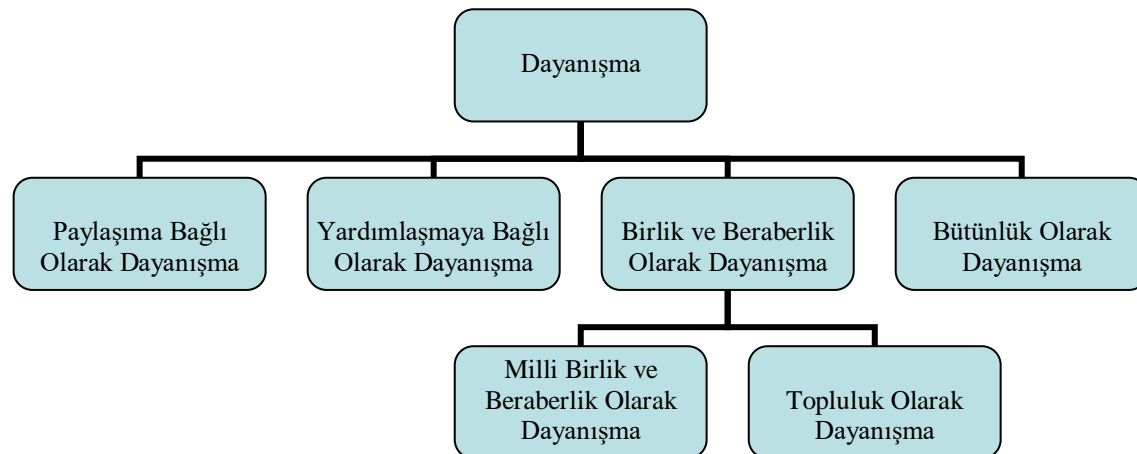 Dayanışma
Paylaşıma Bağlı
Olarak Dayanışma
Yardımlaşmaya Bağlı
Olarak Dayanışma
Birlik ve Beraberlik
Olarak Dayanışma
Bütünlük Olarak
Dayanışma
Milli Birlik ve
Beraberlik Olarak
Dayanışma
Topluluk Olarak
Dayanışma